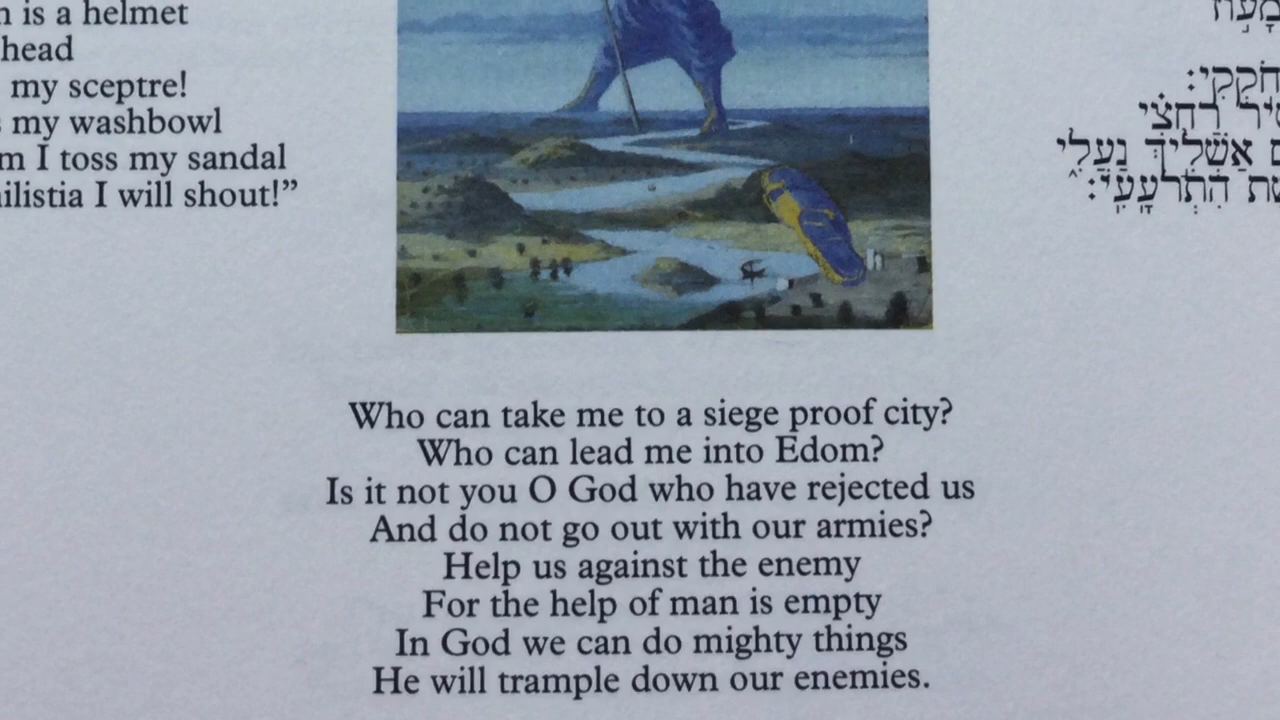 is a helmet
head
my sceptre!
my washbowl
I toss my sandal
I will shout!”
חֹקְקִי׃
רַחְצִי
אַשְׁלִיךְ נַעֲלִי
הִתְרֹעָעִי׃
Who can take me to a siege proof city?
Who can lead me into Edom?
Is it not you O God who have rejected us
And do not go out with our armies?
Help us against the enemy
For the help of man is empty
In God we can do mighty things
He will trample down our enemies.